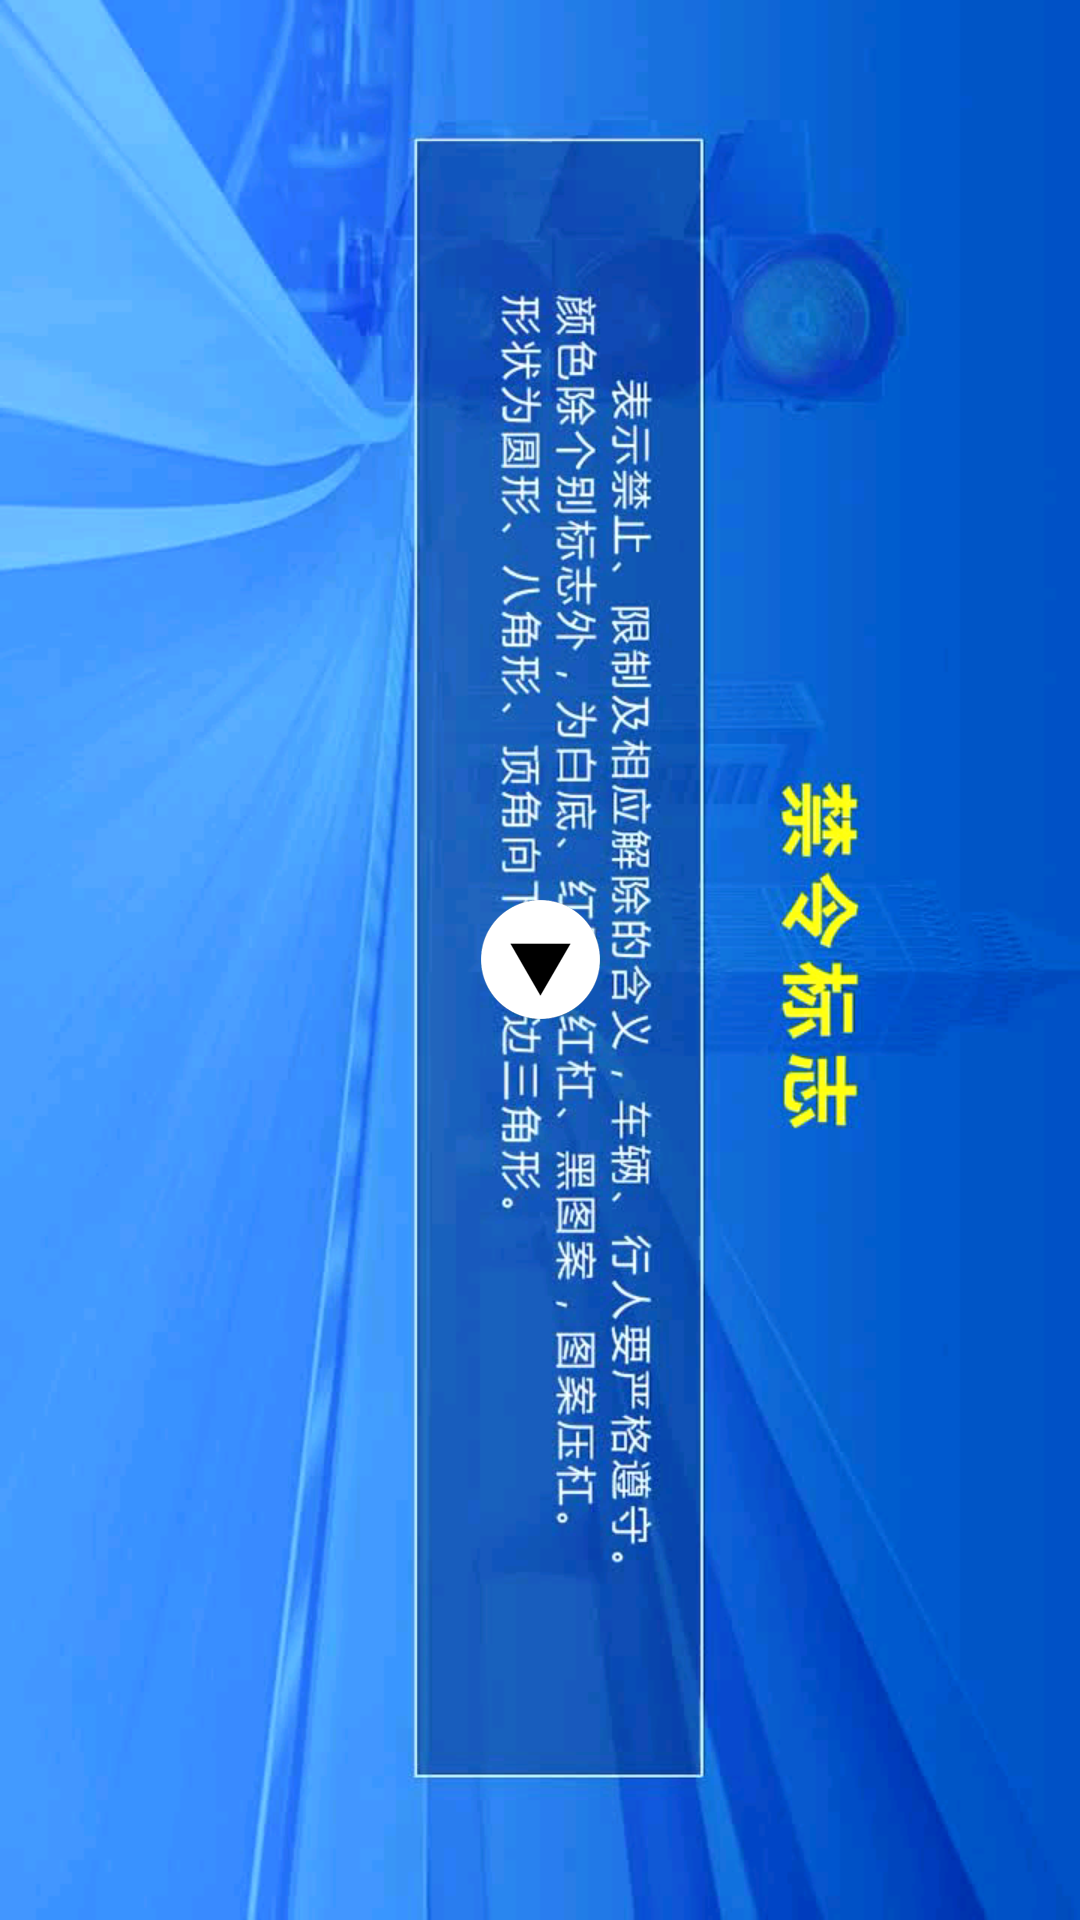 禁令标志
表示禁止、限制及相应解除的含义，车辆、行人要严格遵守。
颜色除个别标志外，为白底、红 红杠、黑图案，图案压杠。
形状为圆形、八角形、顶角向下 边三角形。